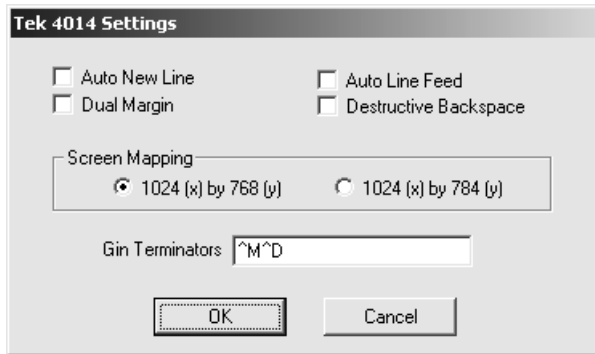 Tek 4014 Settings
Auto New Line
Auto Line Feed
Dual Margin
Destructive Backspace
Screen Mapping
1024 (x) by 768 (y)
1024 (x) by 784 (y)
Gin Terminators ^M^D
OK
Cancel